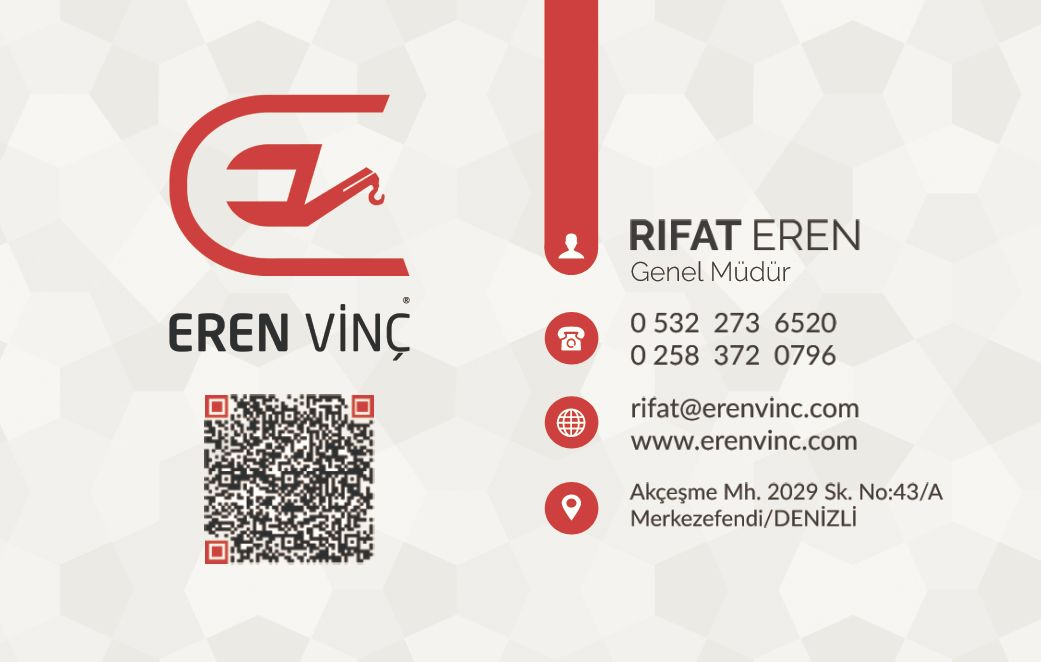 EREN VİNÇ®
RIFAT EREN
Genel Müdür
0 532 273 6520
0 258 372 0796
rifat@erenvinc.com
www.erenvinc.com
Akçeşme Mh. 2029 Sk. No:43/A
Merkezefendi/DENİZLİ